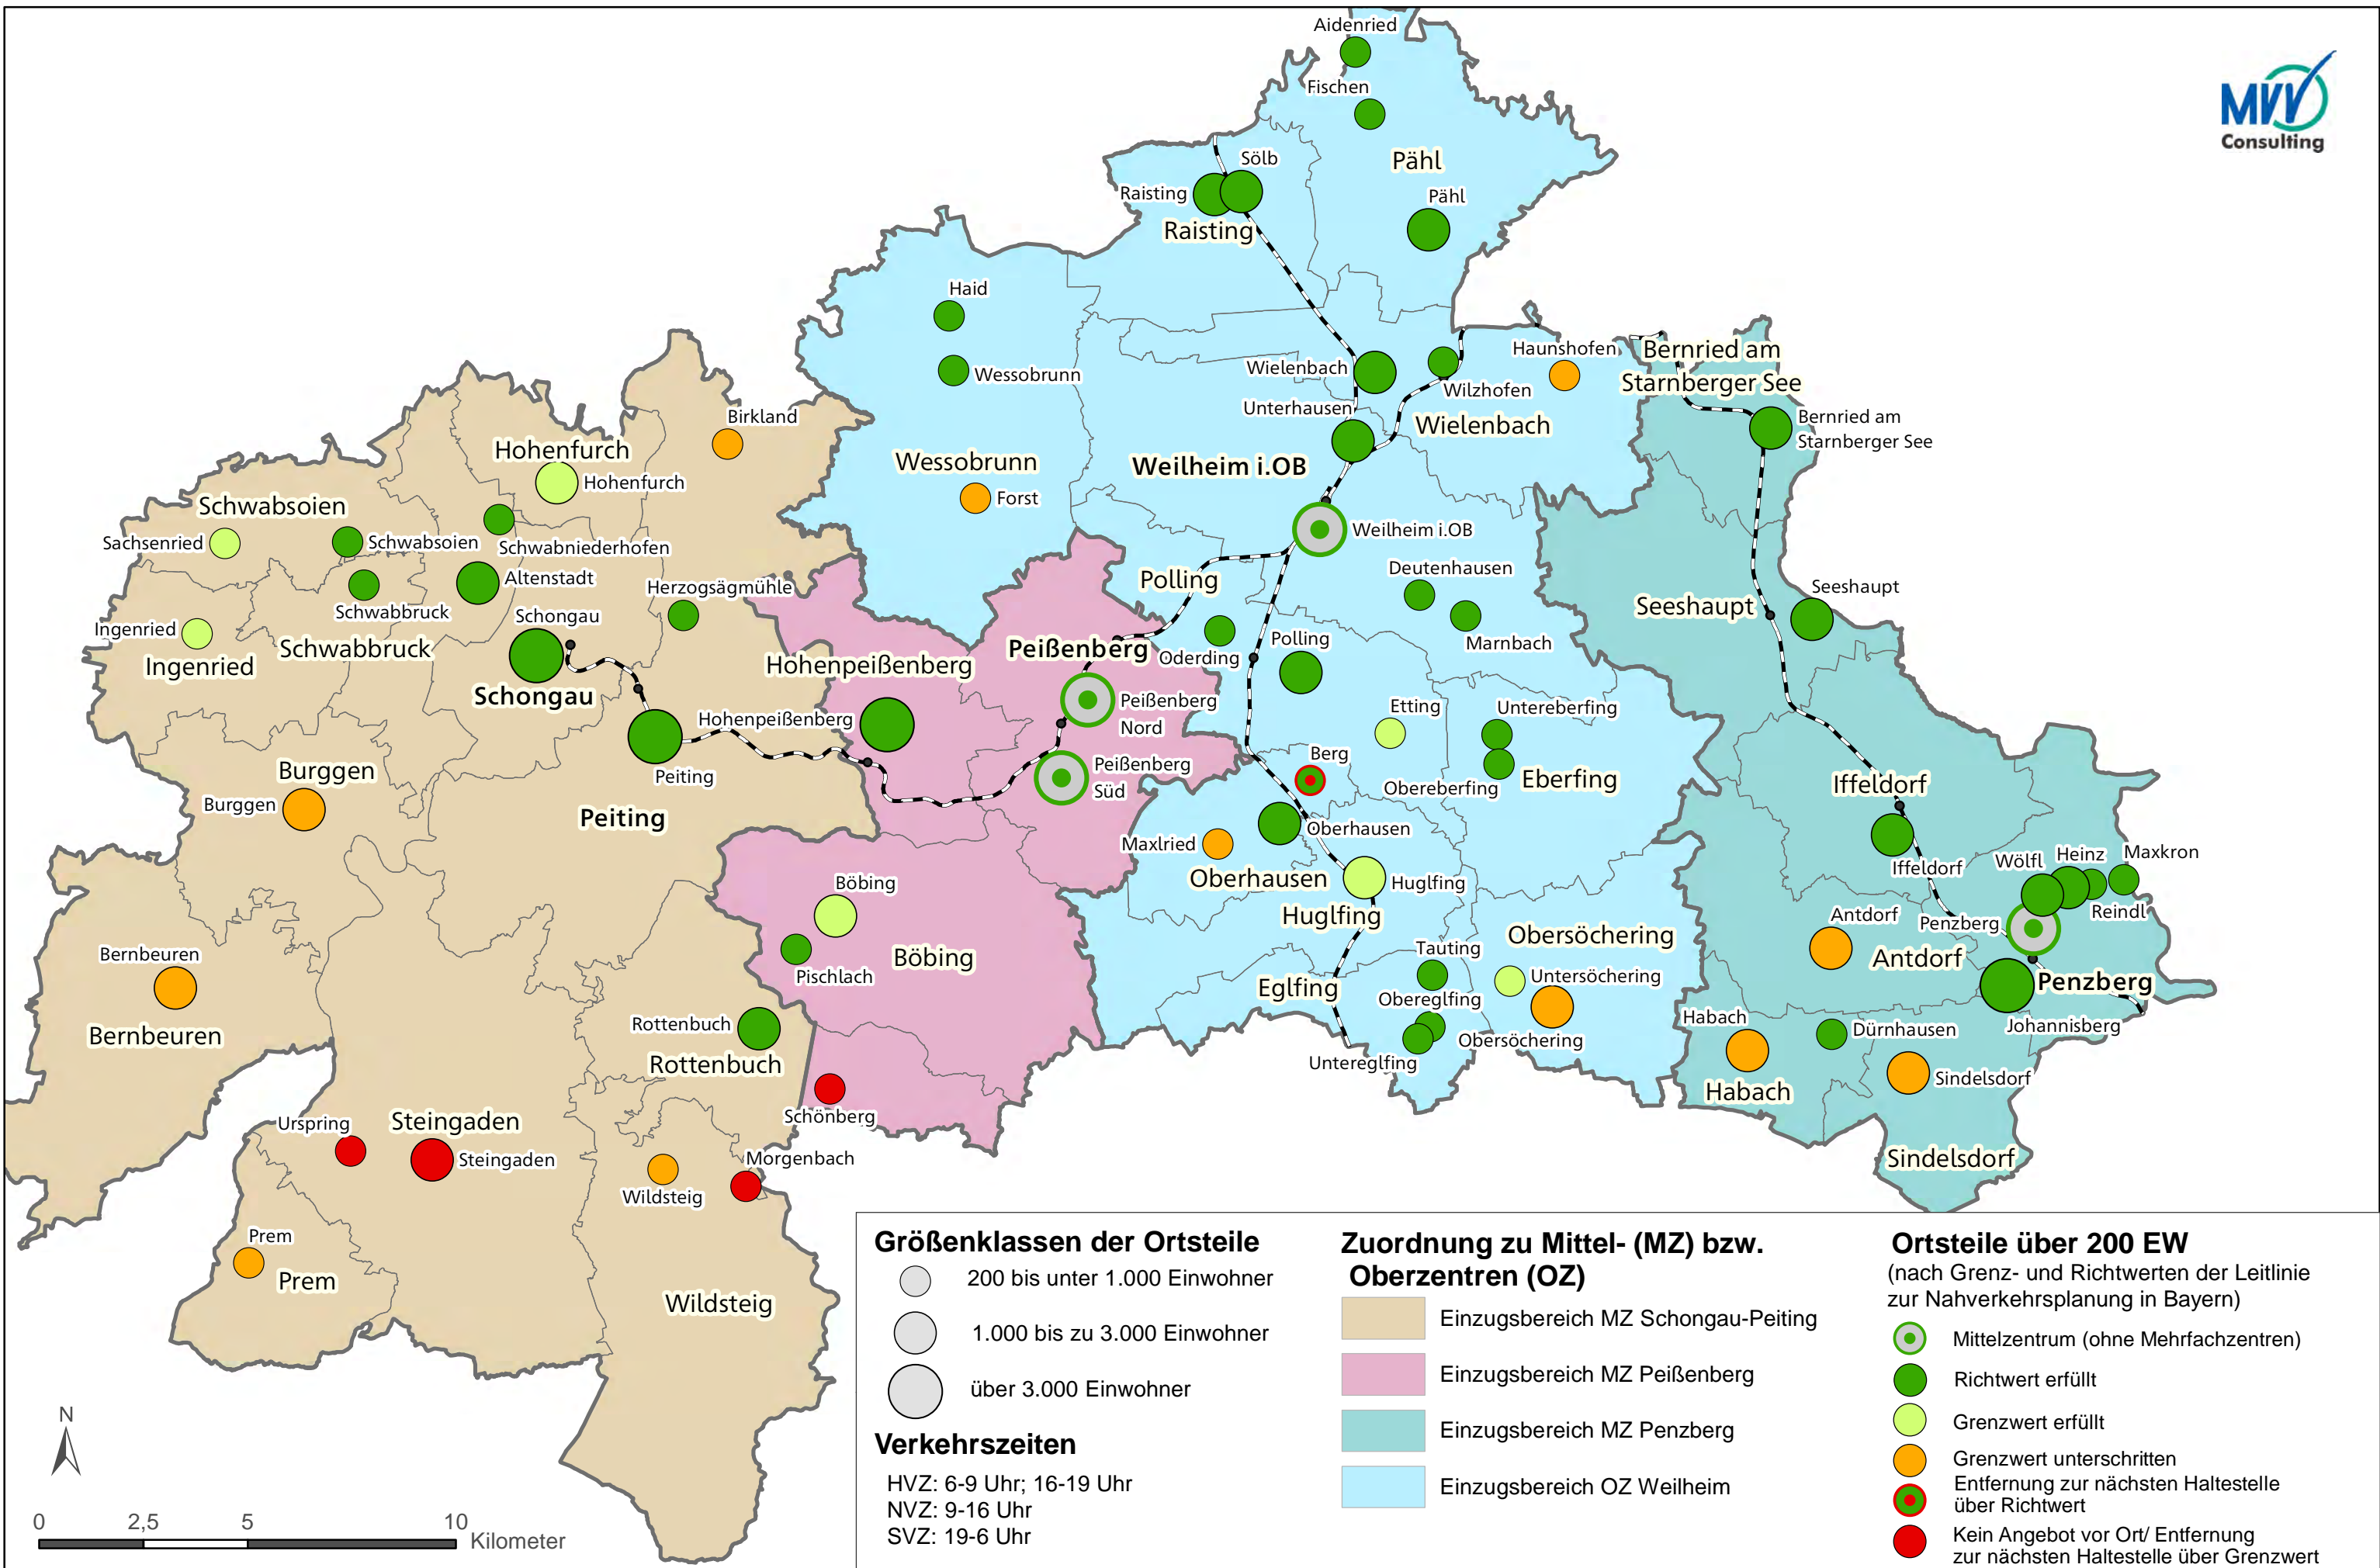 Aidenried
Fischen
MVV
Consulting
Pähl
Pähl
Sölb
Raisting
Raisting
Haid
Wessobrunn
Wessobrunn
Forst
Wielenbach
Unterhausen
Wilzhofen
Haunshofen
Wielenbach
Weilheim i.OB
Weilheim i.OB
Bernried am
Starnberger See
Bernried am
Starnberger See
Birkland
Hohenfurch
Hohenfurch
Schwabsoien
Sachsenried
Schwabsoien
Schwabniederhofen
Altenstadt
Schwabbruck
Schwabbruck
Herzogsägmühle
Schongau
Schongau
Ingenried
Ingenried
Polling
Oderding
Polling
Deutenhausen
Marnbach
Seeshaupt
Seeshaupt
Hohenpeißenberg
Hohenpeißenberg
Peißenberg
Peißenberg
Nord
Peißenberg
Süd
Peiting
Peiting
Burggen
Burggen
Etting
Untereberfing
Obereberfing
Eberfing
Berg
Oberhausen
Maxlried
Oberhausen
Huglfing
Huglfing
Iffeldorf
Iffeldorf
Wölfl
Heinz
Maxkron
Reindl
Penzberg
Penzberg
Johannisberg
Antdorf
Antdorf
Böbing
Böbing
Pischlach
Bernbeuren
Bernbeuren
Rottenbuch
Rottenbuch
Tauting
Obereglfing
Eglfing
Untereglfing
Obersöchering
Untersöchering
Obersöchering
Habach
Habach
Dürnhausen
Sindelsdorf
Sindelsdorf
Schönberg
Urspring
Steingaden
Steingaden
Morgenbach
Wildsteig
Wildsteig
Prem
Prem
N
0 2,5 5 10
Kilometer
Größenklassen der Ortsteile
200 bis unter 1.000 Einwohner
1.000 bis zu 3.000 Einwohner
über 3.000 Einwohner
Verkehrszeiten
HVZ: 6-9 Uhr; 16-19 Uhr
NVZ: 9-16 Uhr
SVZ: 19-6 Uhr
Zuordnung zu Mittel- (MZ) bzw.
Oberzentren (OZ)
Einzugsbereich MZ Schongau-Peiting
Einzugsbereich MZ Peißenberg
Einzugsbereich MZ Penzberg
Einzugsbereich OZ Weilheim
Ortsteile über 200 EW
(nach Grenz- und Richtwerten der Leitlinie
zur Nahverkehrsplanung in Bayern)
Mittelzentrum (ohne Mehrfachzentren)
Richtwert erfüllt
Grenzwert erfüllt
Grenzwert unterschritten
Entfernung zur nächsten Haltestelle
über Richtwert
Kein Angebot vor Ort/ Entfernung
zur nächsten Haltestelle über Grenzwert